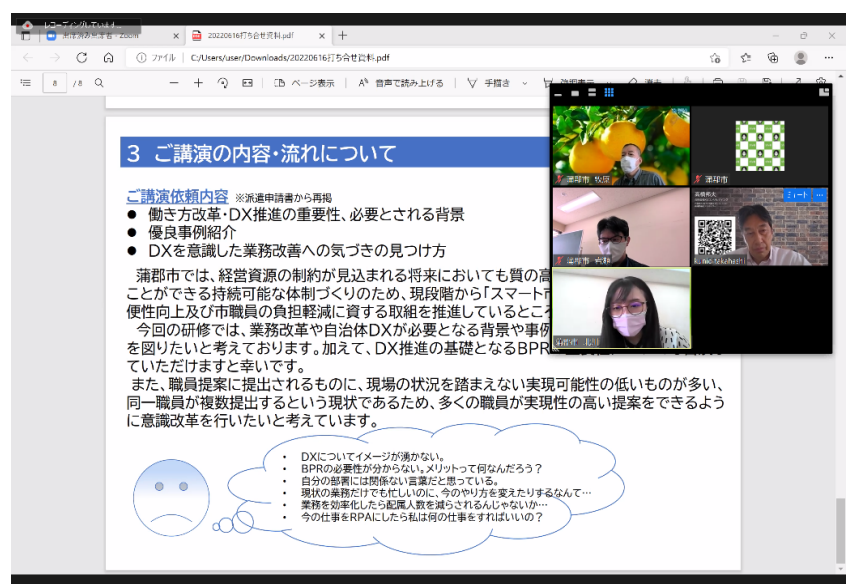 レコーディングしています…
Zoom
20220616打ち合せ資料.pdf
ファイル
C:/Users/user/Downloads/20220616打ち合せ資料.pdf
8 / 8
ページ表示
音声で読み上げる
手描き
3 ご講演の内容・流れについて
ご講演依頼内容 ※派遣申請書から再掲
● 働き方改革・DX推進の重要性、必要とされる背景
● 優良事例紹介
● DXを意識した業務改善への気づきの見つけ方
蒲郡市では、経営資源の制約が見込まれる将来においても質の高
ことができる持続可能な体制づくりのため、現段階から「スマート市
便性向上及び市職員の負担軽減に資する取組を推進しているところ
今回の研修では、業務改革や自治体DXが必要となる背景や事例
を図りたいと考えております。加えて、DX推進の基礎となるBPR
ていただけますと幸いです。
また、職員提案に提出されるものに、現場の状況を踏まえない実現可能性の低いものが多い、
同一職員が複数提出するという現状であるため、多くの職員が実現性の高い提案をできるよう
に意識改革を行いたいと考えています。
・ DXについてイメージが湧かない。
・ BPRの必要性が分からない。メリットって何なんだろう？
・ 自分の部署には関係ない言葉だと思っている。
・ 現状の業務だけでも忙しいのに、今のやり方を変えたりするなんて…
・ 業務を効率化したら配属人数を減らされるんじゃないか…
・ 今の仕事をRPAにしたら私は何の仕事をすればいいの？
蒲郡市 牧原
蒲郡市
蒲郡市
ミュート